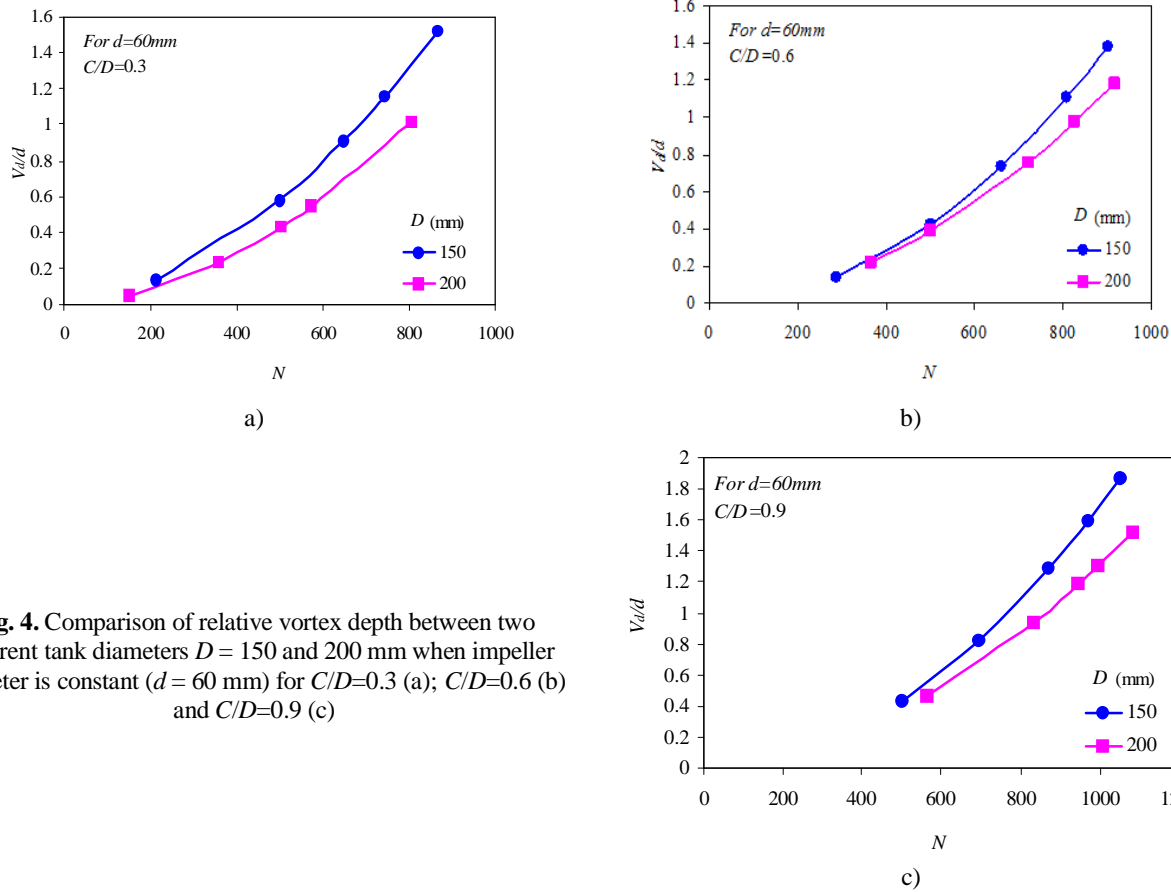 1.6
1.4
1.2
1
0.8
0.6
0.4
0.2
0
Vd/d
For d=60mm
C/D=0.3
D (mm)
150
200
0 200 400 600 800 1000
N
a)
1.6
1.4
1.2
1
0.8
0.6
0.4
0.2
0
Vd/d
For d=60mm
C/D=0.6
D (mm)
150
200
0 200 400 600 800 1000
N
b)
2
1.8
1.6
1.4
1.2
1
0.8
0.6
0.4
0.2
0
Vd/d
For d=60mm
C/D=0.9
D (mm)
150
200
0 200 400 600 800 1000
N
c)
g. 4. Comparison of relative vortex depth between two
rent tank diameters D = 150 and 200 mm when impeller
eter is constant (d = 60 mm) for C/D=0.3 (a); C/D=0.6 (b)
and C/D=0.9 (c)